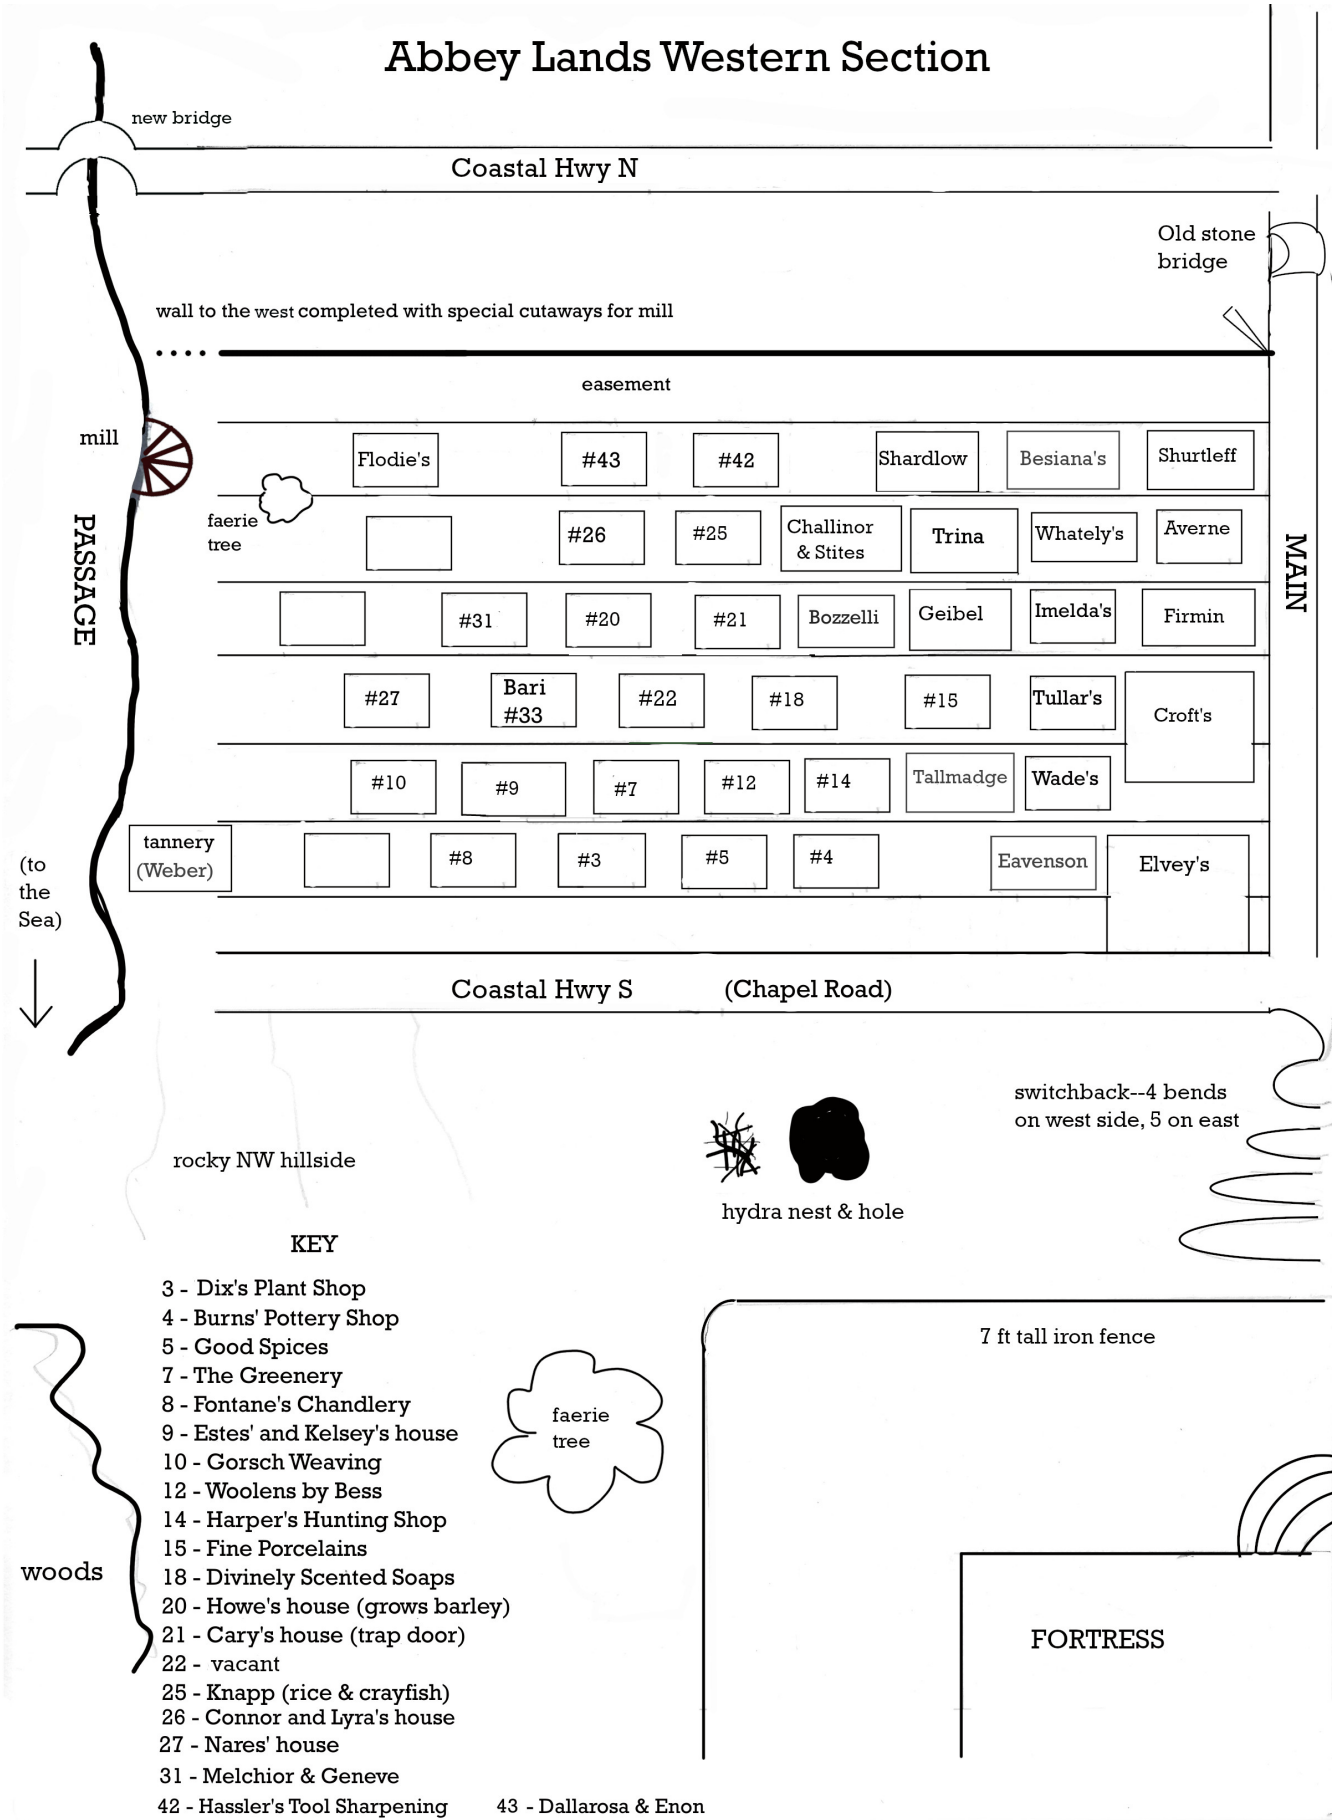 Abbey Lands Western Section
new bridge
Coastal Hwy N
Old stone
bridge
wall to the west completed with special cutaways for mill
easement
mill
Flodie's
#43
#42
Shardlow
Besiana's
Shurtleff
faerie
tree
#26
#25
Challinor
& Stites
Trina
Whately's
Averne
PASSAGE
MAIN
#31
#20
#21
Bozzelli
Geibel
Imelda's
Firmin
#27
Bari
#33
#22
#18
#15
Tullar's
Croft's
#10
#9
#7
#12
#14
Tallmadge
Wade's
tannery
(Weber)
#8
#3
#5
#4
Eavenson
Elvey's
(to
the
Sea)
Coastal Hwy S (Chapel Road)
switchback--4 bends
on west side, 5 on east
rocky NW hillside
hydra nest & hole
KEY
3 - Dix's Plant Shop
4 - Burns' Pottery Shop
5 - Good Spices
7 - The Greenery
8 - Fontane's Chandlery
9 - Estes' and Kelsey's house
10 - Gorsch Weaving
12 - Woolens by Bess
14 - Harper's Hunting Shop
15 - Fine Porcelains
18 - Divinely Scented Soaps
20 - Howe's house (grows barley)
21 - Cary's house (trap door)
22 - vacant
25 - Knapp (rice & crayfish)
26 - Connor and Lyra's house
27 - Nares' house
31 - Melchior & Geneve
42 - Hassler's Tool Sharpening
43 - Dallarosa & Enon
7 ft tall iron fence
faerie
tree
woods
FORTRESS